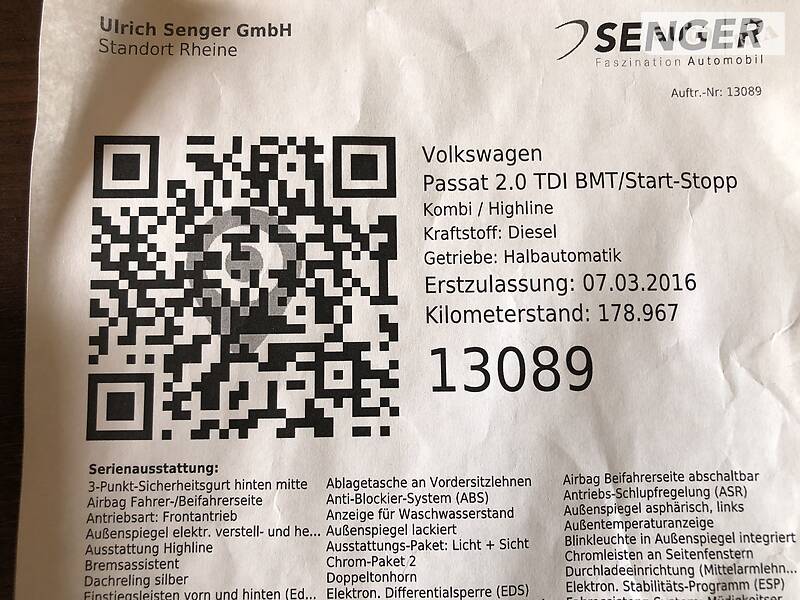 Ulrich Senger GmbH
Standort Rheine
SENGER
Faszination Automobil
Auftr.-Nr: 13089
Volkswagen
Passat 2.0 TDI BMT/Start-Stopp
Kombi / Highline
Kraftstoff: Diesel
Getriebe: Halbautomatik
Erstzulassung: 07.03.2016
Kilometerstand: 178.967
13089
Serienausstattung:
3-Punkt-Sicherheitsgurt hinten mitte
Airbag Fahrer-/Beifahrerseite
Antriebsart: Frontantrieb
Außenspiegel elektr. verstell- und he...
Ausstattung Highline
Bremsassistent
Dachreling silber
Einstiegsleisten vorn und hinten (Ed...
Ablagetasche an Vordersitzlehnen
Anti-Blockier-System (ABS)
Anzeige für Waschwasserstand
Außenspiegel lackiert
Ausstattungs-Paket: Licht + Sicht
Chrom-Paket 2
Doppeltonhorn
Elektron. Differentialsperre (EDS)
Airbag Beifahrerseite abschaltbar
Antriebs-Schlupfregelung (ASR)
Außenspiegel asphärisch, links
Außentemperaturanzeige
Blinkleuchte in Außenspiegel integriert
Chromleisten an Seitenfenstern
Durchladeeinrichtung (Mittelarmlehn...
Elektron. Stabilitäts-Programm (ESP)